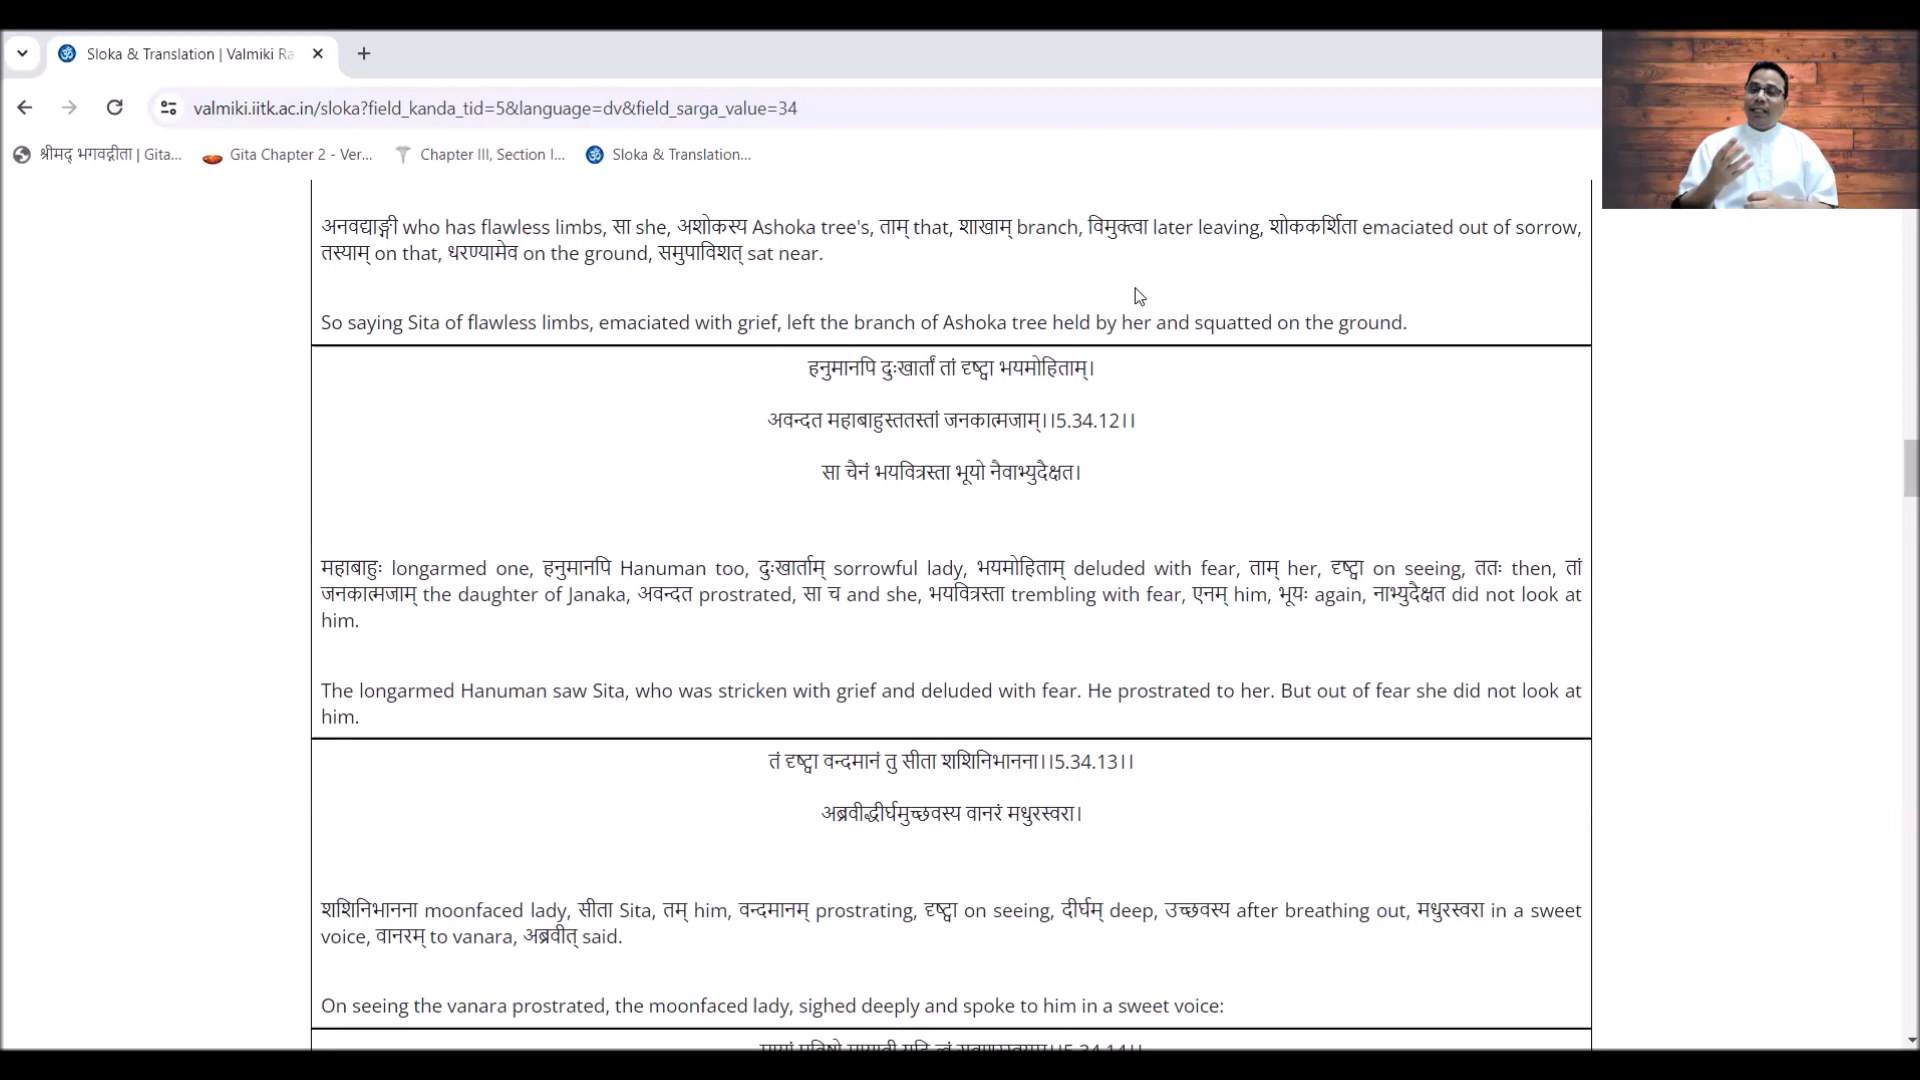 Sloka & Translation | Valmiki Ra
valmiki.iitk.ac.in/sloka?field_kanda_tid=5&language=dv&field_sarga_value=34
श्रीमद् भगवद्गीता | Gita... Gita Chapter 2 - Ver... Chapter III, Section I... Sloka & Translation...
अनवद्याङ्गी who has flawless limbs, सा she, अशोकस्य Ashoka tree's, ताम् that, शाखाम् branch, विमुक्त्वा later leaving, शोककर्शिता emaciated out of sorrow,
तस्याम् on that, धरण्यामेव on the ground, समुपाविशत् sat near.
So saying Sita of flawless limbs, emaciated with grief, left the branch of Ashoka tree held by her and squatted on the ground.
हनुमानपि दुःखार्तां तां दृष्ट्वा भयमोहिताम्।
अवन्दत महाबाहुस्ततस्तां जनकात्मजाम्।।5.34.12।।
सा चैनं भयवित्रस्ता भूयो नैवाभ्युदैक्षत।
महाबाहुः longarmed one, हनुमानपि Hanuman too, दुःखार्ताम् sorrowful lady, भयमोहिताम् deluded with fear, ताम् her, दृष्ट्वा on seeing, ततः then, तां
जनकात्मजाम् the daughter of Janaka, अवन्दत prostrated, सा च and she, भयवित्रस्ता trembling with fear, एनम् him, भूयः again, नाभ्युदैक्षत did not look at
him.
The longarmed Hanuman saw Sita, who was stricken with grief and deluded with fear. He prostrated to her. But out of fear she did not look at
him.
तं दृष्ट्वा वन्दमानं तु सीता शशिनिभानना।।5.34.13।।
अब्रवीद्धीर्घमुच्छवस्य वानरं मधुरस्वरा।
शशिनिभानना moonfaced lady, सीता Sita, तम् him, वन्दमानम् prostrating, दृष्ट्वा on seeing, दीर्घम् deep, उच्छवस्य after breathing out, मधुरस्वरा in a sweet
voice, वानरम् to vanara, अब्रवीत् said.
On seeing the vanara prostrated, the moonfaced lady, sighed deeply and spoke to him in a sweet voice: